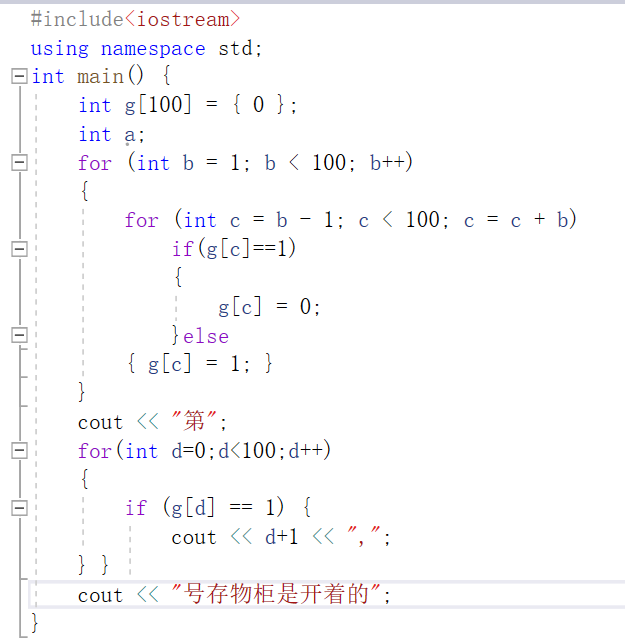 #include<iostream>
using namespace std;
int main() {
int g[100] = { 0 };
int a;
for (int b = 1; b < 100; b++)
{
for (int c = b - 1; c < 100; c = c + b)
if(g[c]==1)
{
g[c] = 0;
}else
{ g[c] = 1; }
}
cout << "第";
for(int d=0;d<100;d++)
{
if (g[d] == 1) {
cout << d+1 << ",";
} }
cout << "号存物柜是开着的";
}